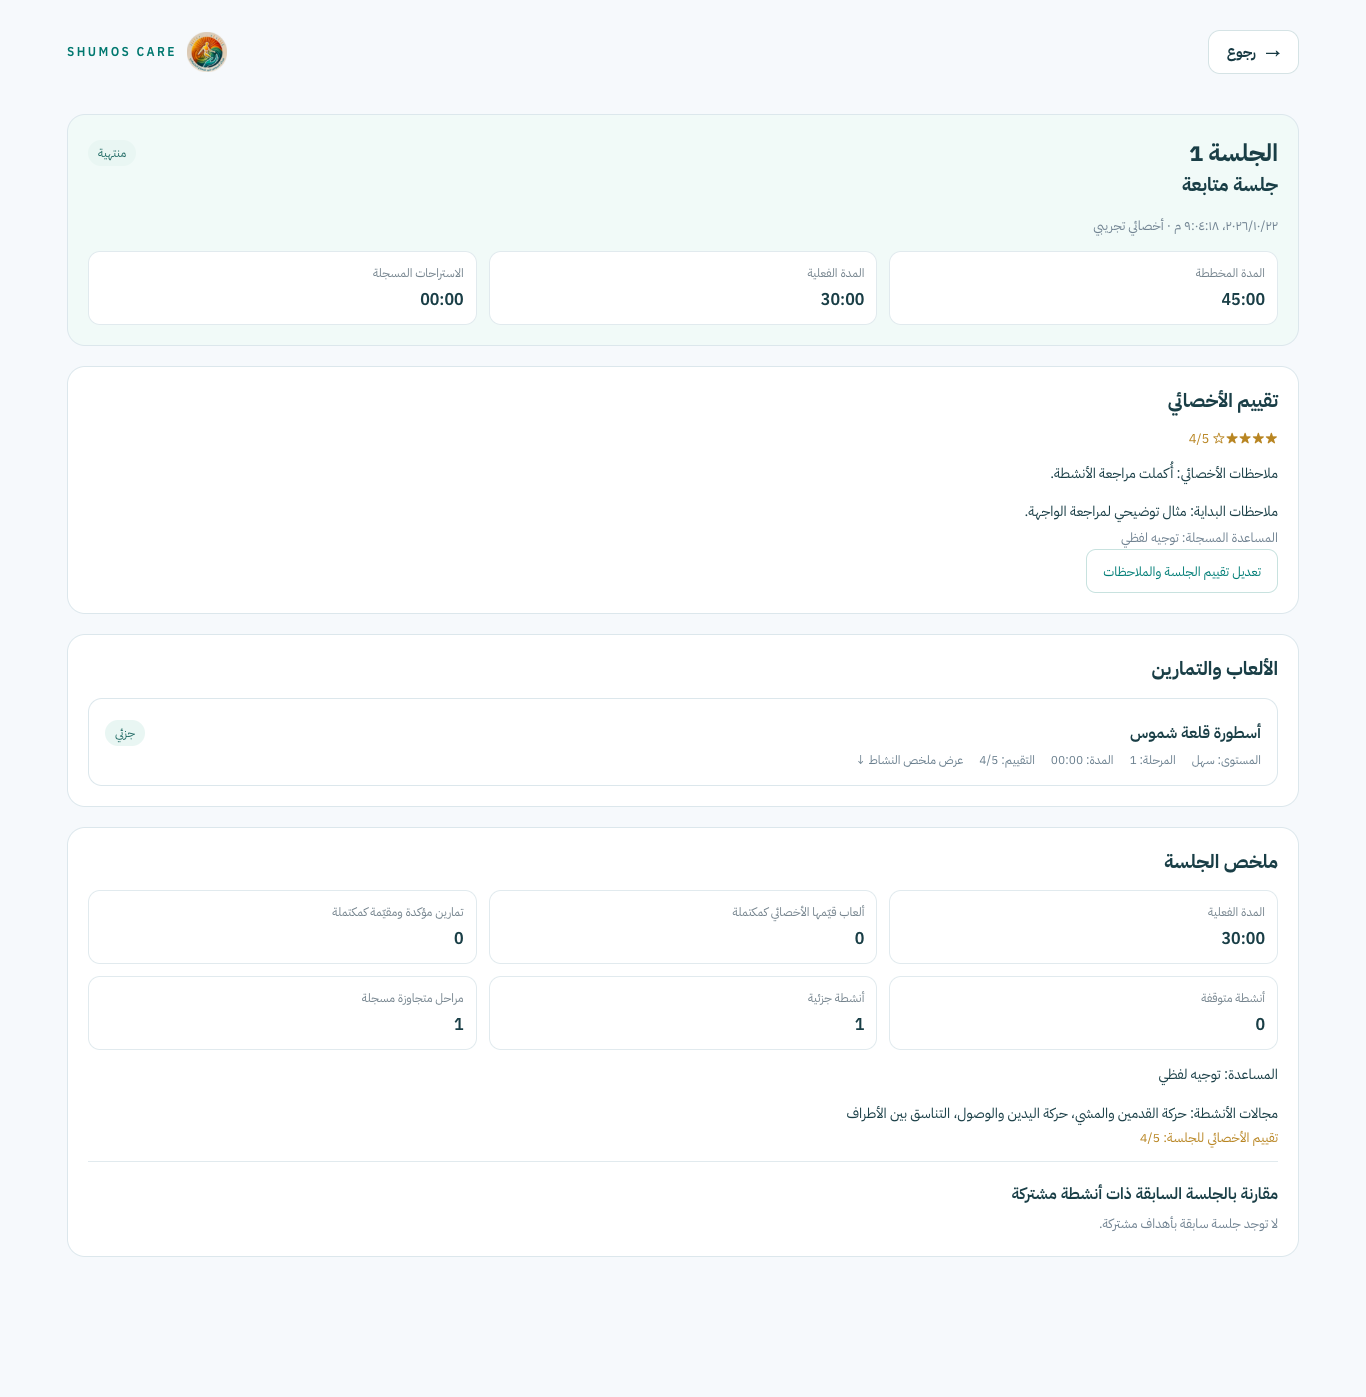 → رجوع
SHUMOS CARE
الجلسة 1
منتهية
جلسة متابعة
٢٠٢٦/١٠/٢٢، ٩:٠٤:١٨ م · أخصائي تجريبي
المدة المخططة
45:00
المدة الفعلية
30:00
الاستراحات المسجلة
00:00
تقييم الأخصائي
★★★★☆ 4/5
ملاحظات الأخصائي: أُكملت مراجعة الأنشطة.
ملاحظات البداية: مثال توضيحي لمراجعة الواجهة.
المساعدة المسجلة: توجيه لفظي
تعديل تقييم الجلسة والملاحظات
الألعاب والتمارين
أسطورة قلعة شموس
جزئي
المستوى: سهل المرحلة: 1 المدة: 00:00 التقييم: 4/5 عرض ملخص النشاط ↓
ملخص الجلسة
المدة الفعلية
30:00
ألعاب قيّمها الأخصائي كمكتملة
0
تمارين مؤكدة ومقيّمة كمكتملة
0
أنشطة متوقفة
0
أنشطة جزئية
1
مراحل متجاوزة مسجلة
1
المساعدة: توجيه لفظي
مجالات الأنشطة: حركة القدمين والمشي، حركة اليدين والوصول، التناسق بين الأطراف
تقييم الأخصائي للجلسة: 4/5
مقارنة بالجلسة السابقة ذات أنشطة مشتركة
لا توجد جلسة سابقة بأهداف مشتركة.